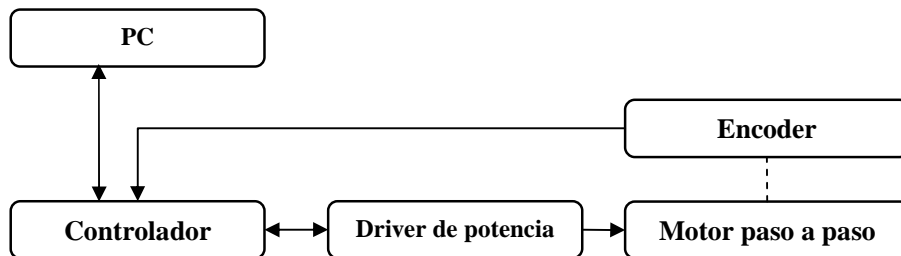 PC
Encoder
Controlador
Driver de potencia
Motor paso a paso